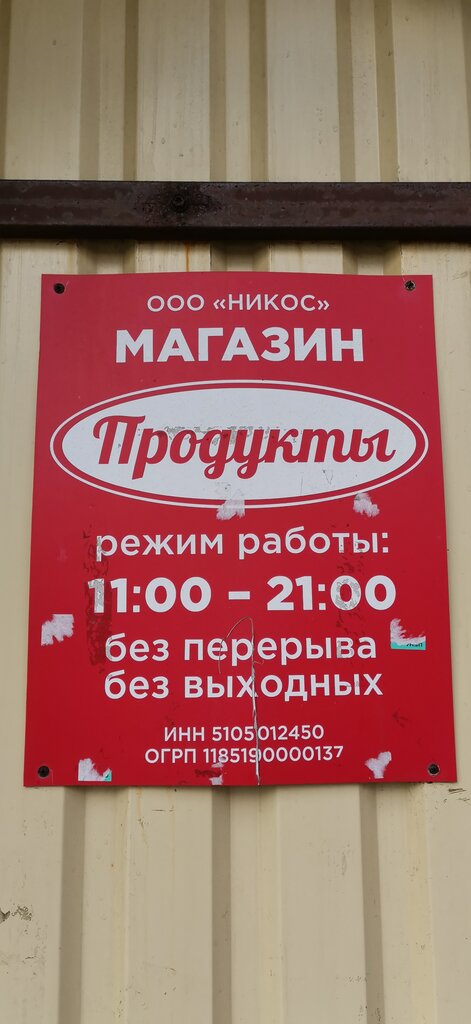 ООО «НИКОС»
МАГАЗИН
Продукты
режим работы:
11:00 – 21:00
без перерыва
без выходных
ИНН 5105012450
ОГРП 1185190000137